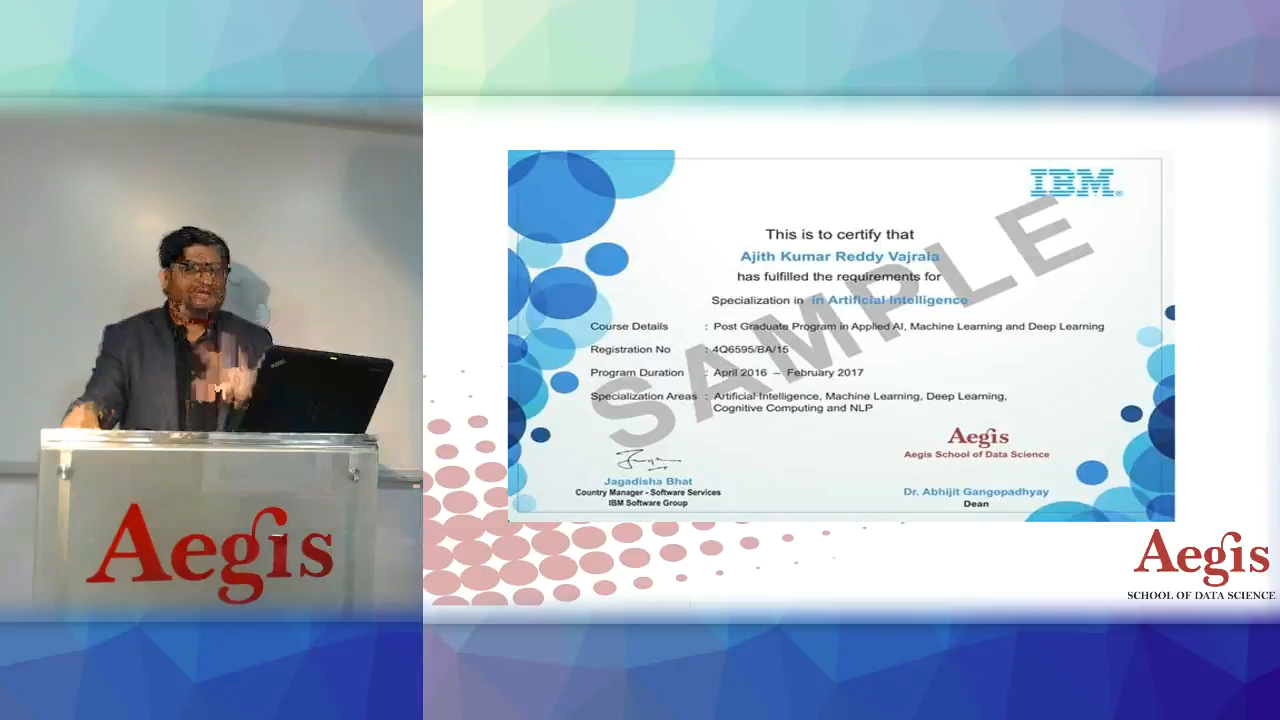 Aegis
IBM
This is to certify that
Ajith Kumar Reddy Vajrala
has fulfilled the requirements for
Specialization in in Artificial Intelligence
Course Details : Post Graduate Program in Applied AI, Machine Learning and Deep Learning
Registration No : 4Q6595/BA/15
Program Duration : April 2016 – February 2017
Specialization Areas : Artificial Intelligence, Machine Learning, Deep Learning,
Cognitive Computing and NLP
SAMPLE
Aegis
Aegis School of Data Science
Jagadisha Bhat
Country Manager - Software Services
IBM Software Group
Dr. Abhijit Gangopadhyay
Dean
Aegis
SCHOOL OF DATA SCIENCE